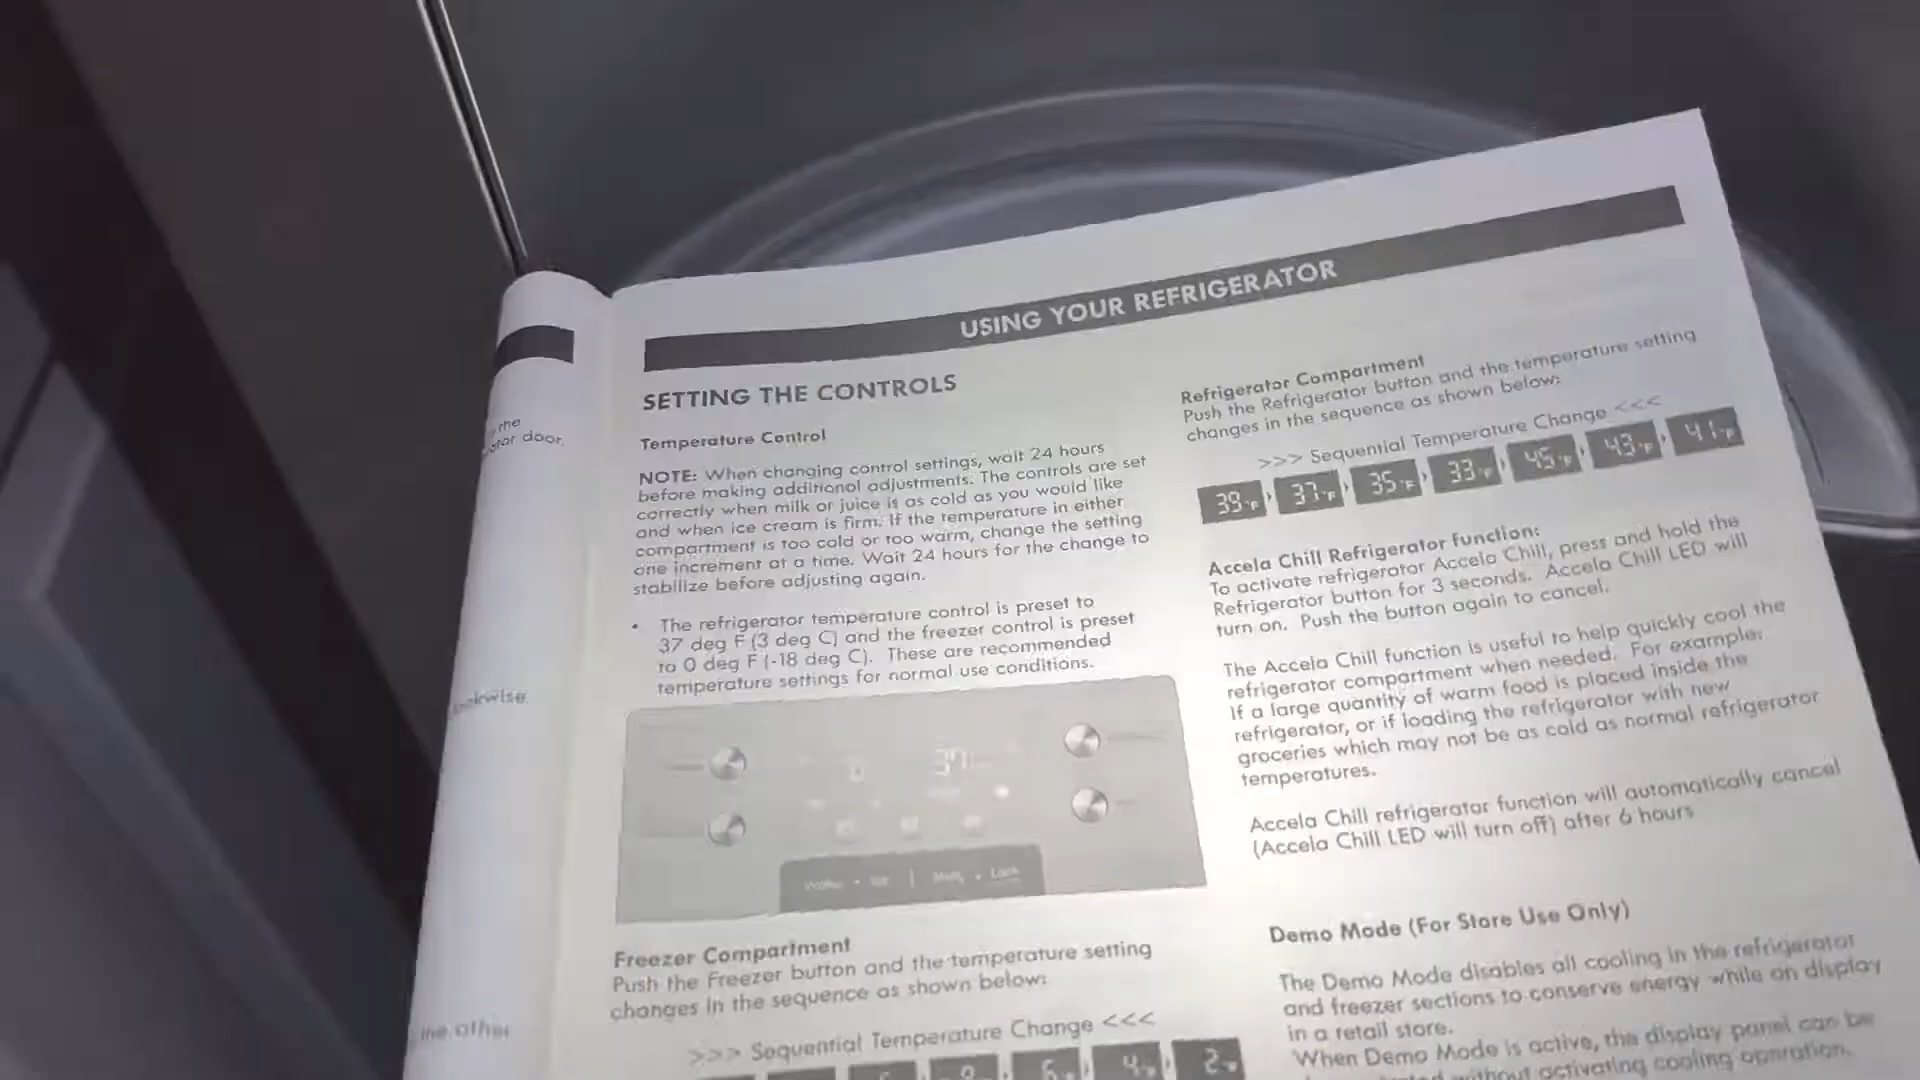 the
door.
USING YOUR REFRIGERATOR
SETTING THE CONTROLS
Temperature Control
NOTE: When changing control settings, wait 24 hours
before making additional adjustments. The controls are set
correctly when milk or juice is as cold as you would like
and when ice cream is firm. If the temperature in either
compartment is too cold or too warm, change the setting
one increment at a time. Wait 24 hours for the change to
stabilize before adjusting again.
• The refrigerator temperature control is preset to
37 deg F (3 deg C) and the freezer control is preset
to 0 deg F (-18 deg C). These are recommended
temperature settings for normal use conditions.
37
Lock
Freezer Compartment
Push the Freezer button and the temperature setting
changes in the sequence as shown below:
>>> Sequential Temperature Change <<<
6 4°F 2°F
Refrigerator Compartment
Push the Refrigerator button and the temperature setting
changes in the sequence as shown below:
>>> Sequential Temperature Change <<<
39°F 37°F 35°F 33°F 45°F 43°F 41°F
Accela Chill Refrigerator function:
To activate refrigerator Accela Chill, press and hold the
Refrigerator button for 3 seconds. Accela Chill LED will
turn on. Push the button again to cancel.
The Accela Chill function is useful to help quickly cool the
refrigerator compartment when needed. For example:
If a large quantity of warm food is placed inside the
refrigerator, or if loading the refrigerator with new
groceries which may not be as cold as normal refrigerator
temperatures.
Accela Chill refrigerator function will automatically cancel
(Accela Chill LED will turn off) after 6 hours
Demo Mode (For Store Use Only)
The Demo Mode disables all cooling in the refrigerator
and freezer sections to conserve energy while on display
in a retail store.
When Demo Mode is active, the display panel can be
without activating cooling operation.
the other